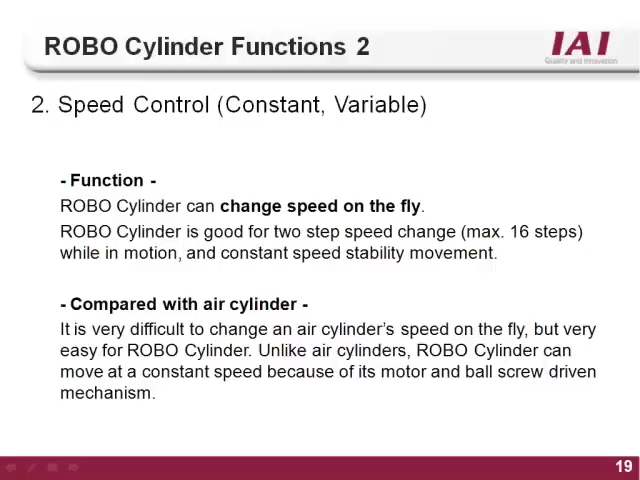 ROBO Cylinder Functions 2
IAI
Quality and Innovation
2. Speed Control (Constant, Variable)
- Function -
ROBO Cylinder can change speed on the fly.
ROBO Cylinder is good for two step speed change (max. 16 steps)
while in motion, and constant speed stability movement.
- Compared with air cylinder -
It is very difficult to change an air cylinder’s speed on the fly, but very
easy for ROBO Cylinder. Unlike air cylinders, ROBO Cylinder can
move at a constant speed because of its motor and ball screw driven
mechanism.
19